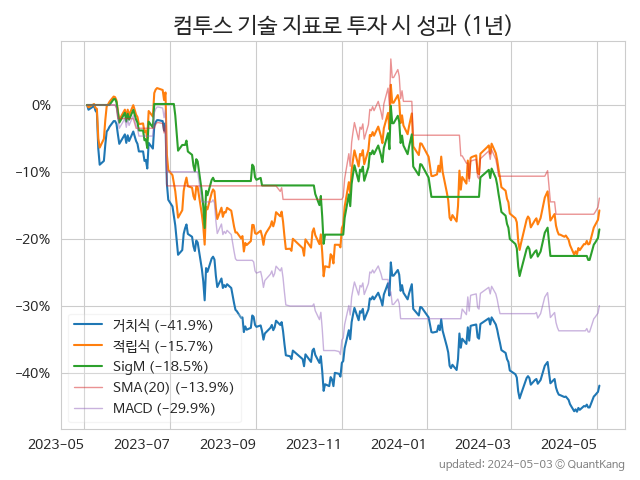 컴투스 기술 지표로 투자 시 성과 (1년)
0%
−10%
−20%
−30%
−40%
거치식 (−41.9%)
적립식 (−15.7%)
SigM (−18.5%)
SMA(20) (−13.9%)
MACD (−29.9%)
2023-05 2023-07 2023-09 2023-11 2024-01 2024-03 2024-05
updated: 2024-05-03 © QuantKang